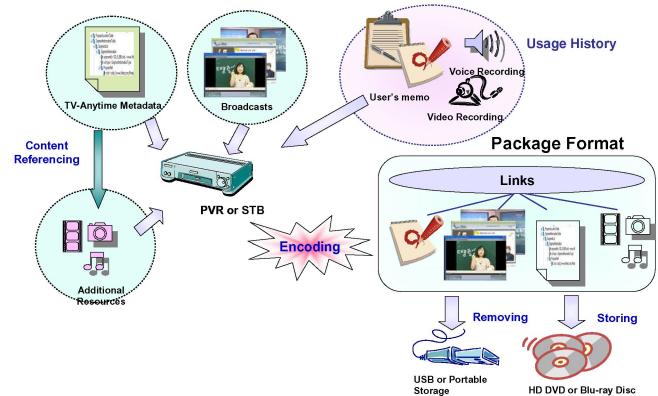 Usage History
Voice Recording
User's memo
Video Recording
TV-Anytime Metadata
Broadcasts
Content
Referencing
Package Format
Links
PVR or STB
Encoding
Additional
Resources
Removing
Storing
USB or Portable
Storage
HD DVD or Blu-ray Disc